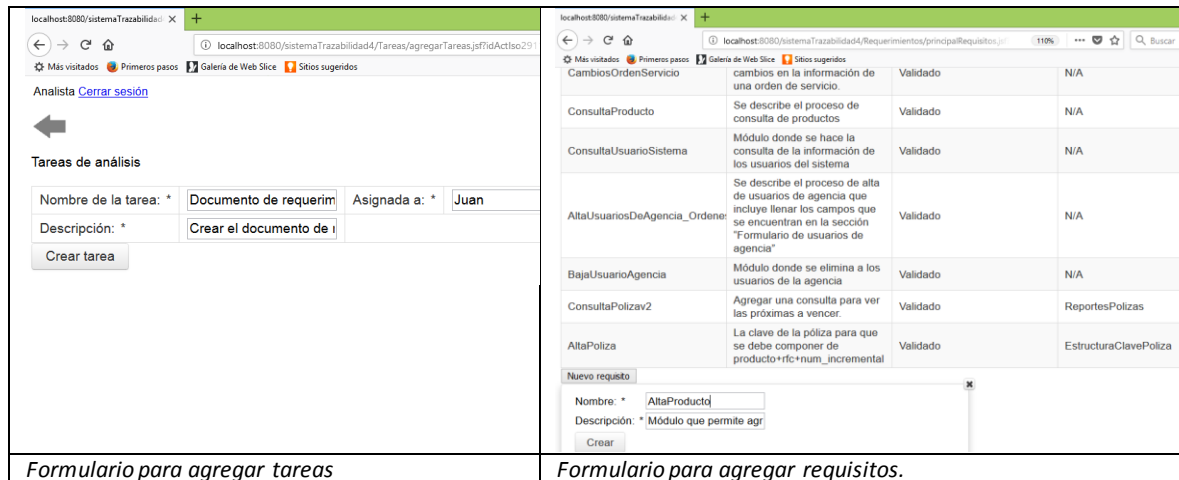 localhost:8080/sistemaTrazabilidad
localhost:8080/sistemaTrazabilidad4/Tareas/agregarTareas.jsf?idActIso291
Más visitados Primeros pasos Galería de Web Slice Sitios sugeridos
Analista Cerrar sesión
Tareas de análisis
Nombre de la tarea: * Documento de requerim Asignada a: * Juan
Descripción: * Crear el documento de r
Crear tarea
Formulario para agregar tareas
localhost:8080/sistemaTrazabilidad
localhost:8080/sistemaTrazabilidad4/Requerimientos/principalRequisitos.jsf 110% Buscar
Más visitados Primeros pasos Galería de Web Slice Sitios sugeridos
CambiosOrdenServicio cambios en la información de una orden de servicio. Validado N/A
ConsultaProducto Se describe el proceso de consulta de productos Validado N/A
ConsultaUsuarioSistema Módulo donde se hace la consulta de la información de los usuarios del sistema Validado N/A
AltaUsuariosDeAgencia_Ordenes Se describe el proceso de alta de usuarios de agencia que incluye llenar los campos que se encuentran en la sección "Formulario de usuarios de agencia" Validado N/A
BajaUsuarioAgencia Módulo donde se elimina a los usuarios de la agencia Validado N/A
ConsultaPolizav2 Agregar una consulta para ver las próximas a vencer. Validado ReportesPolizas
AltaPoliza La clave de la póliza para que se debe componer de producto+rfc+num_incremental Validado EstructuraClavePoliza
Nuevo requisito
Nombre: * AltaProducto
Descripción: * Módulo que permite agr
Crear
Formulario para agregar requisitos.